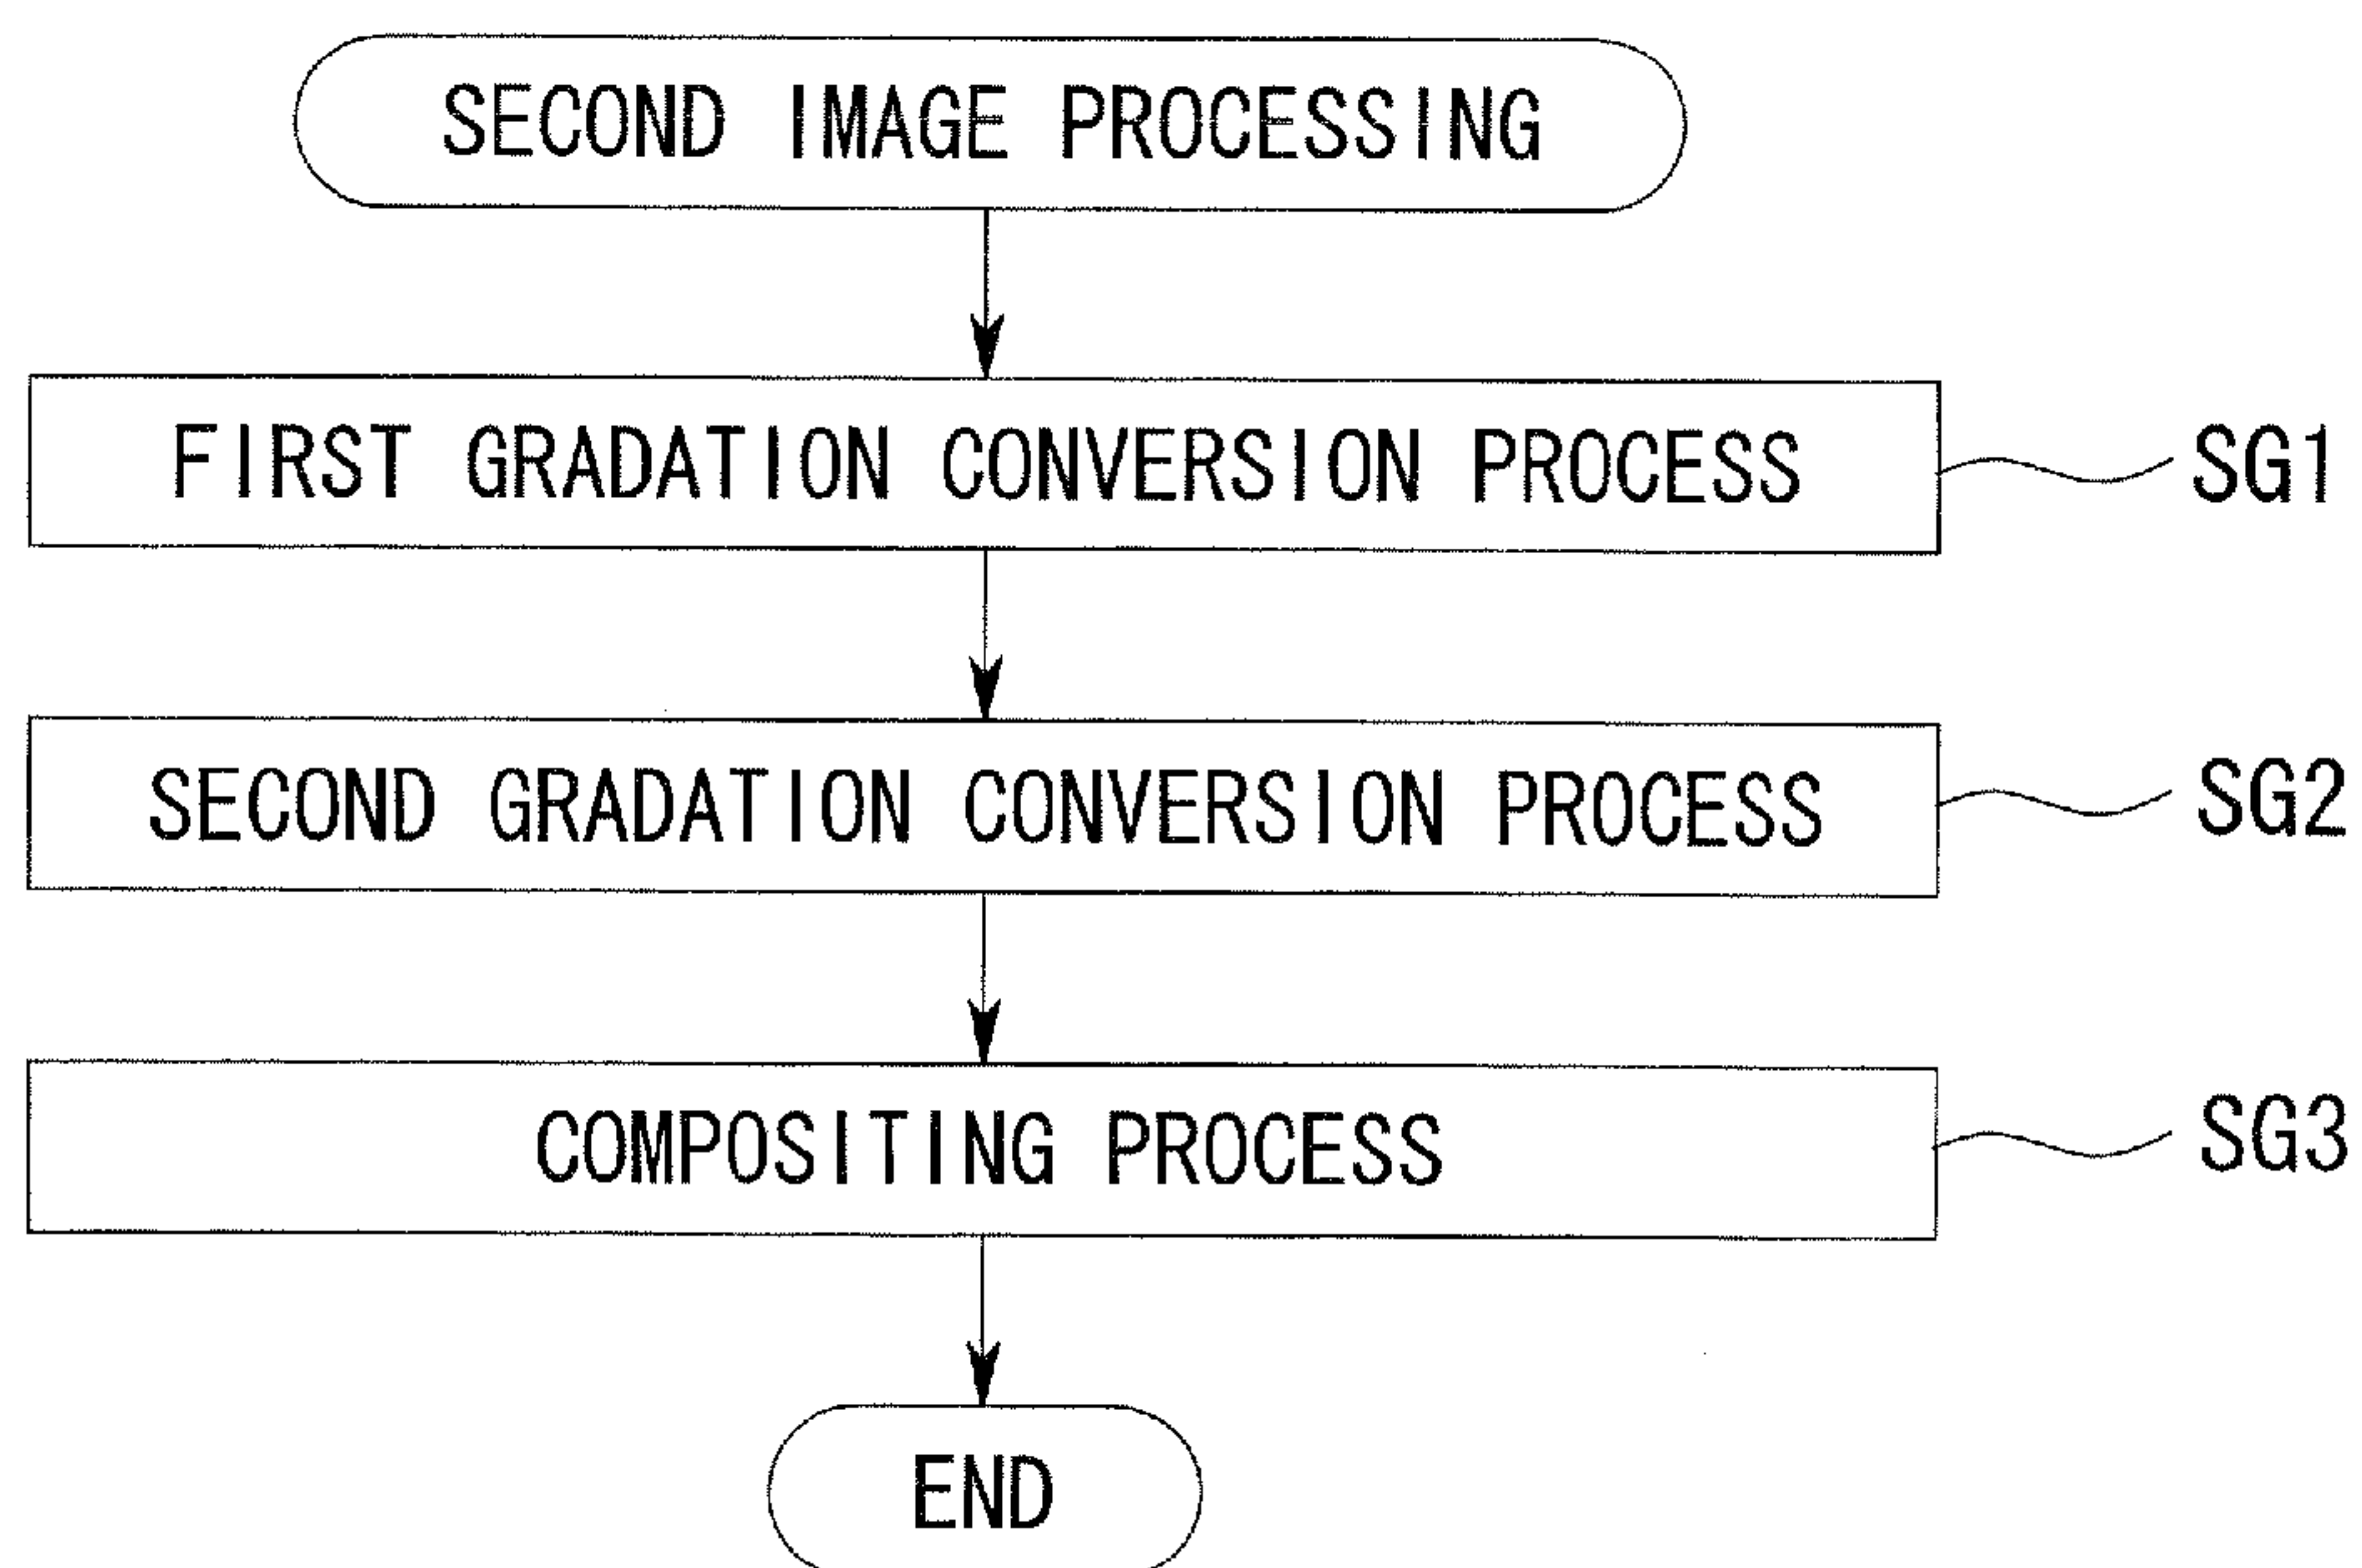 SECOND IMAGE PROCESSING
FIRST GRADATION CONVERSION PROCESS
SG1
SECOND GRADATION CONVERSION PROCESS
SG2
COMPOSITING PROCESS
SG3
END